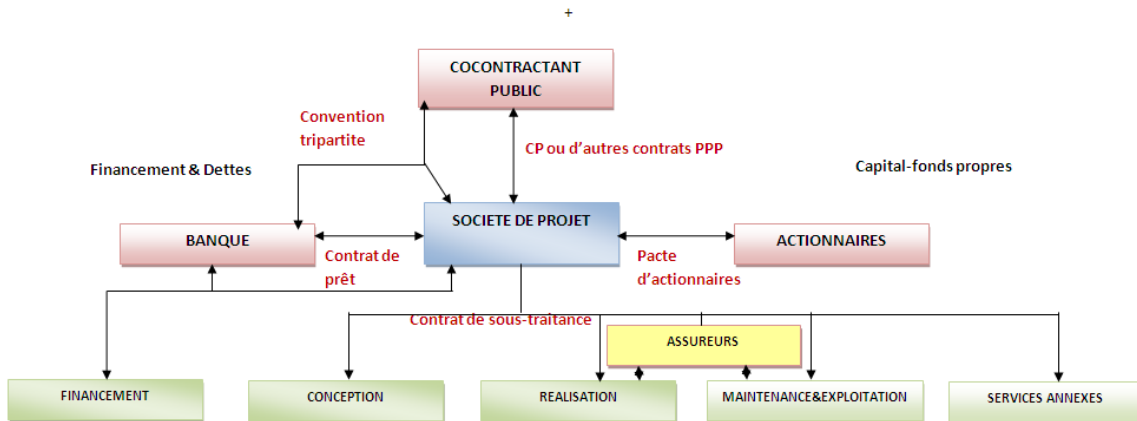 +
COCONTRACTANT
PUBLIC
Convention
tripartite
CP ou d'autres contrats PPP
Financement & Dettes
Capital-fonds propres
SOCIETE DE PROJET
BANQUE
ACTIONNAIRES
Contrat de
prêt
Pacte
d'actionnaires
Contrat de sous-traitance
ASSUREURS
FINANCEMENT
CONCEPTION
REALISATION
MAINTENANCE&EXPLOITATION
SERVICES ANNEXES